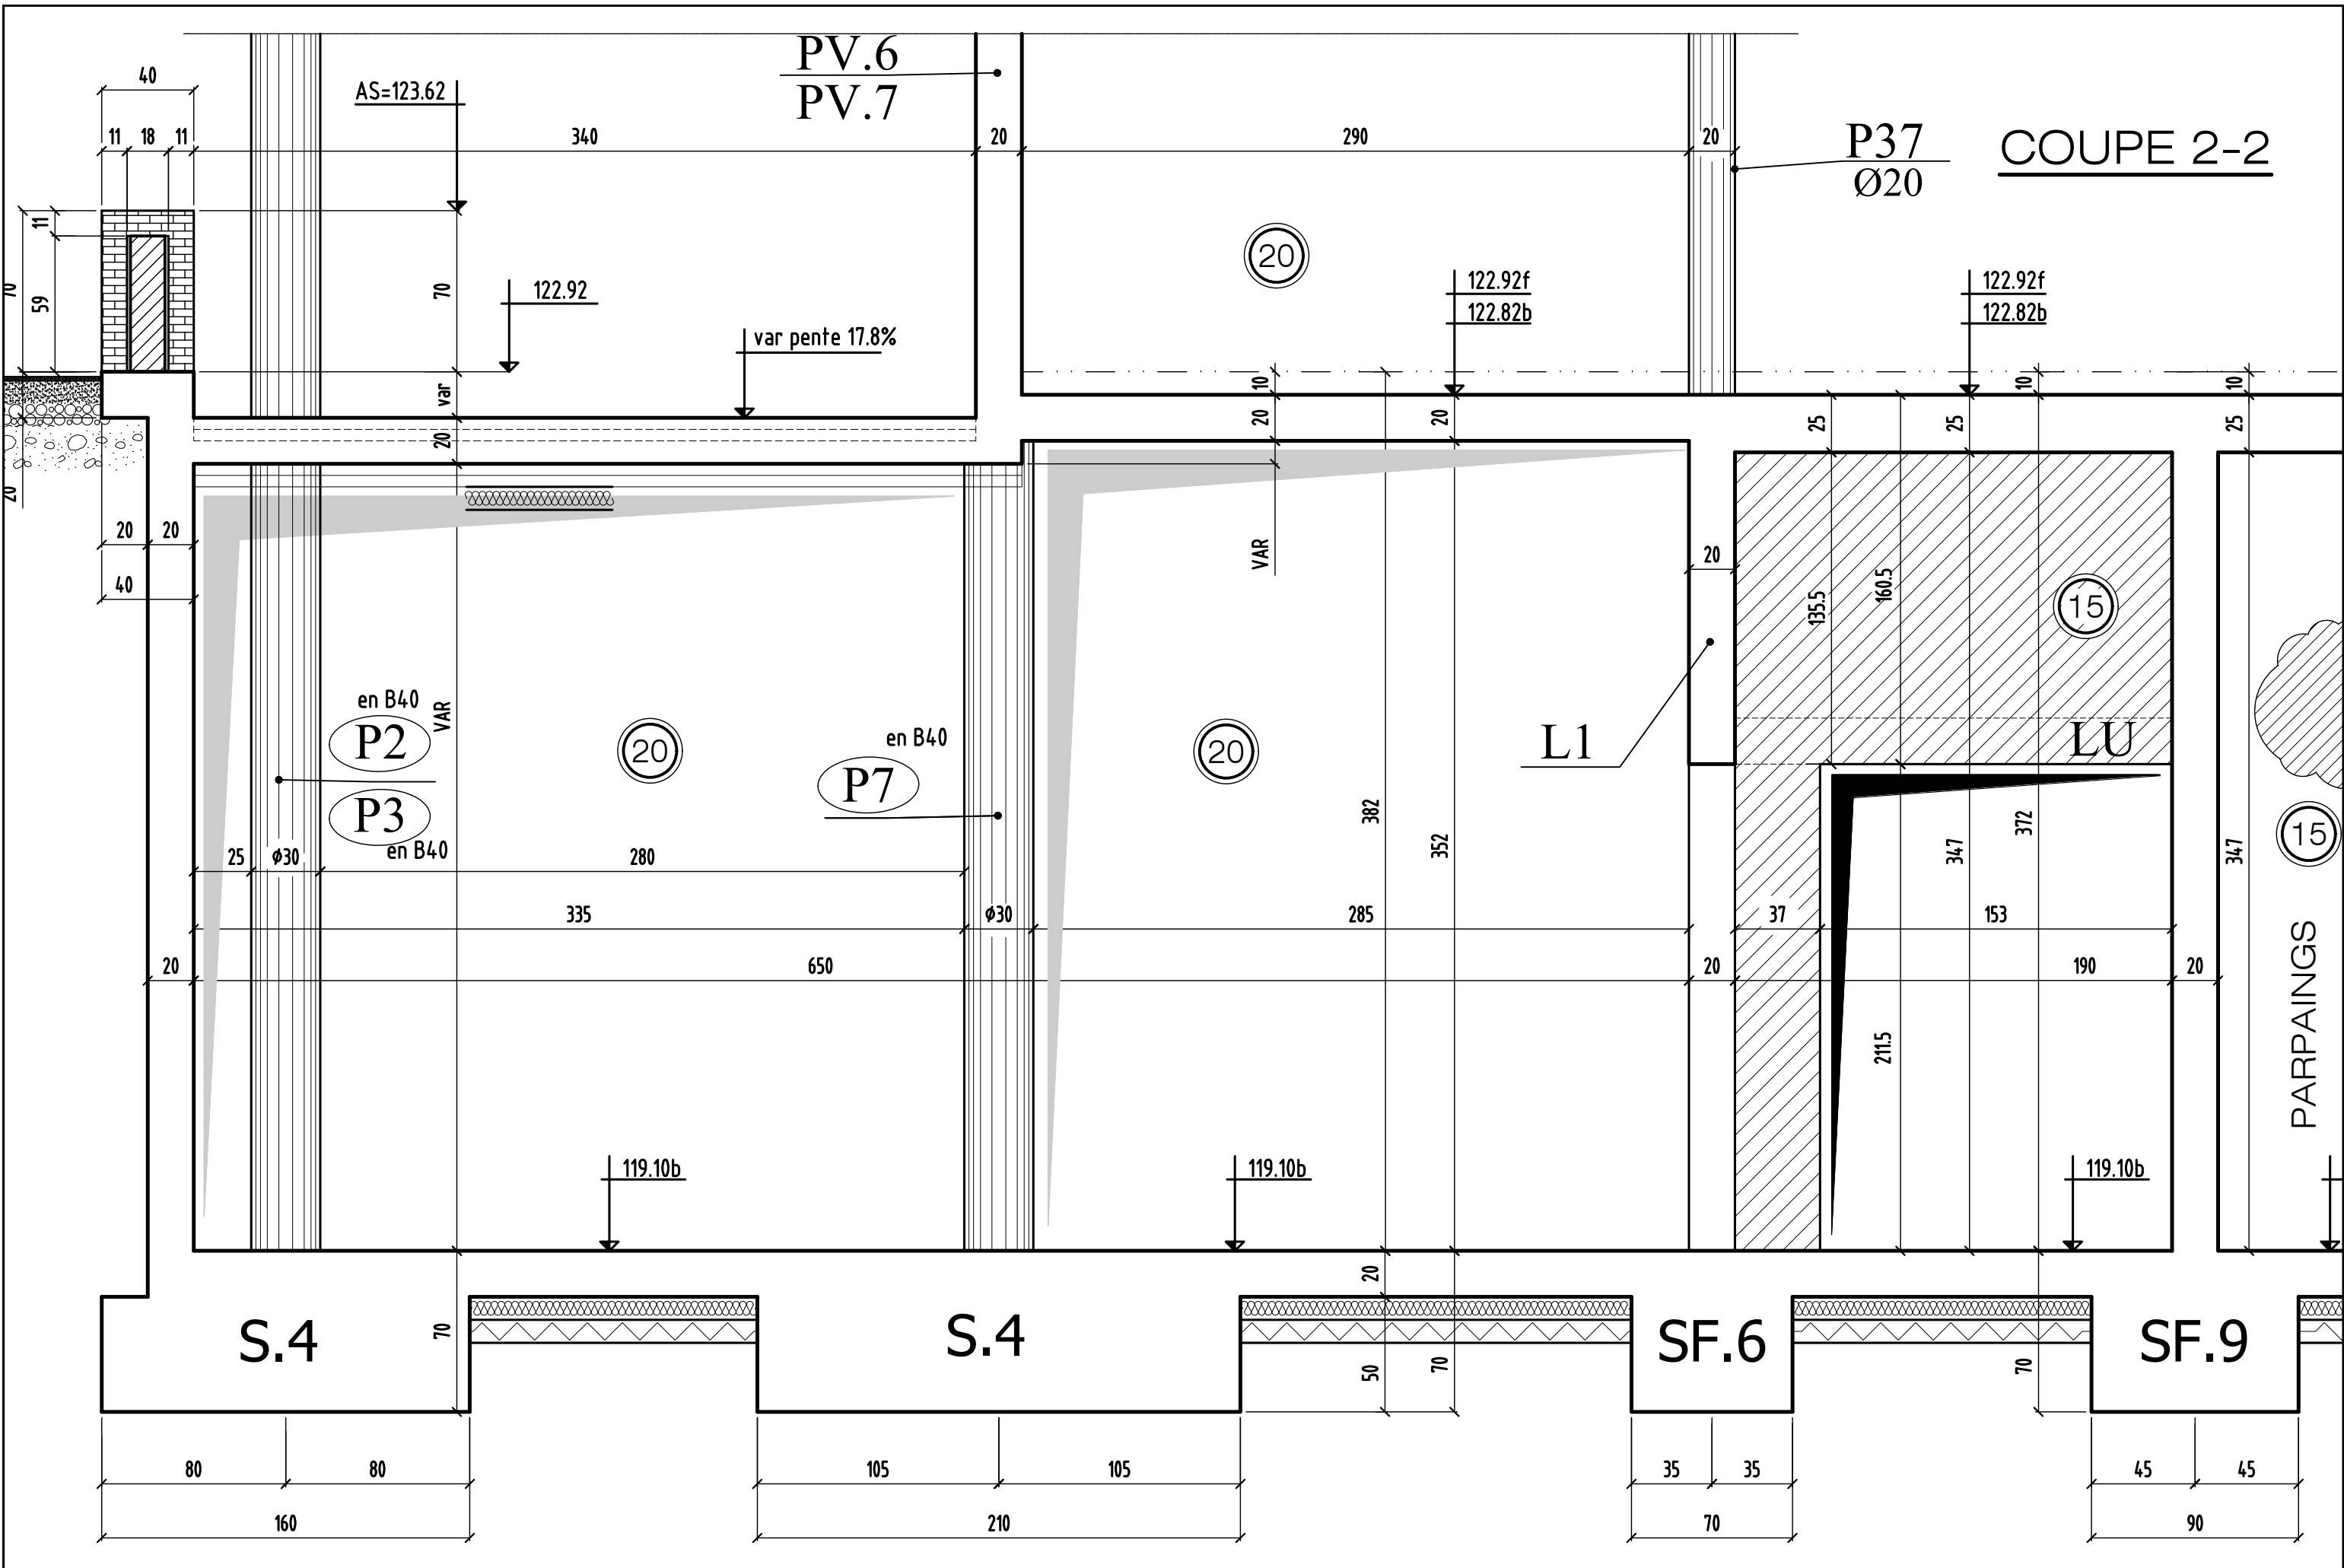 PV.6
PV.7
40
AS=123.62
11 18 11
340
20
290
20
P37
Ø20
COUPE 2-2
11
59
70
70
122.92
var pente 17.8%
20
122.92f
122.82b
122.92f
122.82b
var
20
10
20
20
25
25
10
10
25
20
20 20
40
VAR
20
135.5
160.5
15
en B40
P2
VAR
P3
en B40
20
en B40
P7
20
L1
LU
15
382
352
347
372
347
25 ϕ30 280
335 ϕ30 285 37 153
20 650 20 190 20
211.5
PARPAINGS
119.10b
119.10b
119.10b
S.4
70
S.4
20
50
70
SF.6
70
SF.9
80 80
105 105
35 35
45 45
160
210
70
90